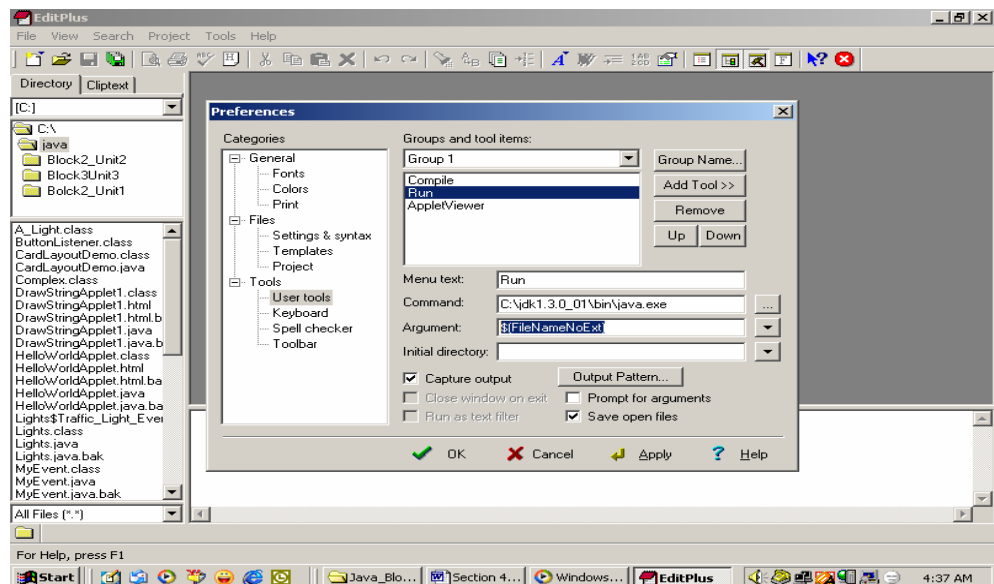 EditPlus
File View Search Project Tools Help
Directory Cliptext
[C:]
C:\
java
Block2_Unit2
Block3Unit3
Bolck2_Unit1
A_Light.class
ButtonListener.class
CardLayoutDemo.class
CardLayoutDemo.java
Complex.class
DrawStringApplet1.class
DrawStringApplet1.html
DrawStringApplet1.html.b
DrawStringApplet1.java
DrawStringApplet1.java.b
HelloWorldApplet.class
HelloWorldApplet.html
HelloWorldApplet.html.ba
HelloWorldApplet.java
HelloWorldApplet.java.ba
Lights$Traffic_Light_Ever
Lights.class
Lights.java
Lights.java.bak
MyEvent.class
MyEvent.java
MyEvent.java.bak
All Files (*.*)
Preferences
Categories
General
Fonts
Colors
Print
Files
Settings & syntax
Templates
Project
Tools
User tools
Keyboard
Spell checker
Toolbar
Groups and tool items:
Group 1
Group Name...
Compile
Run
AppletViewer
Add Tool >>
Remove
Up Down
Menu text: Run
Command: C:\jdk1.3.0_01\bin\java.exe ...
Argument: $(FileNameNoExt)
Initial directory:
Capture output Output Pattern...
Close window on exit Prompt for arguments
Run as text filter Save open files
OK Cancel Apply Help
For Help, press F1
Start Java_Blo... Section 4... Windows... EditPlus 4:37 AM